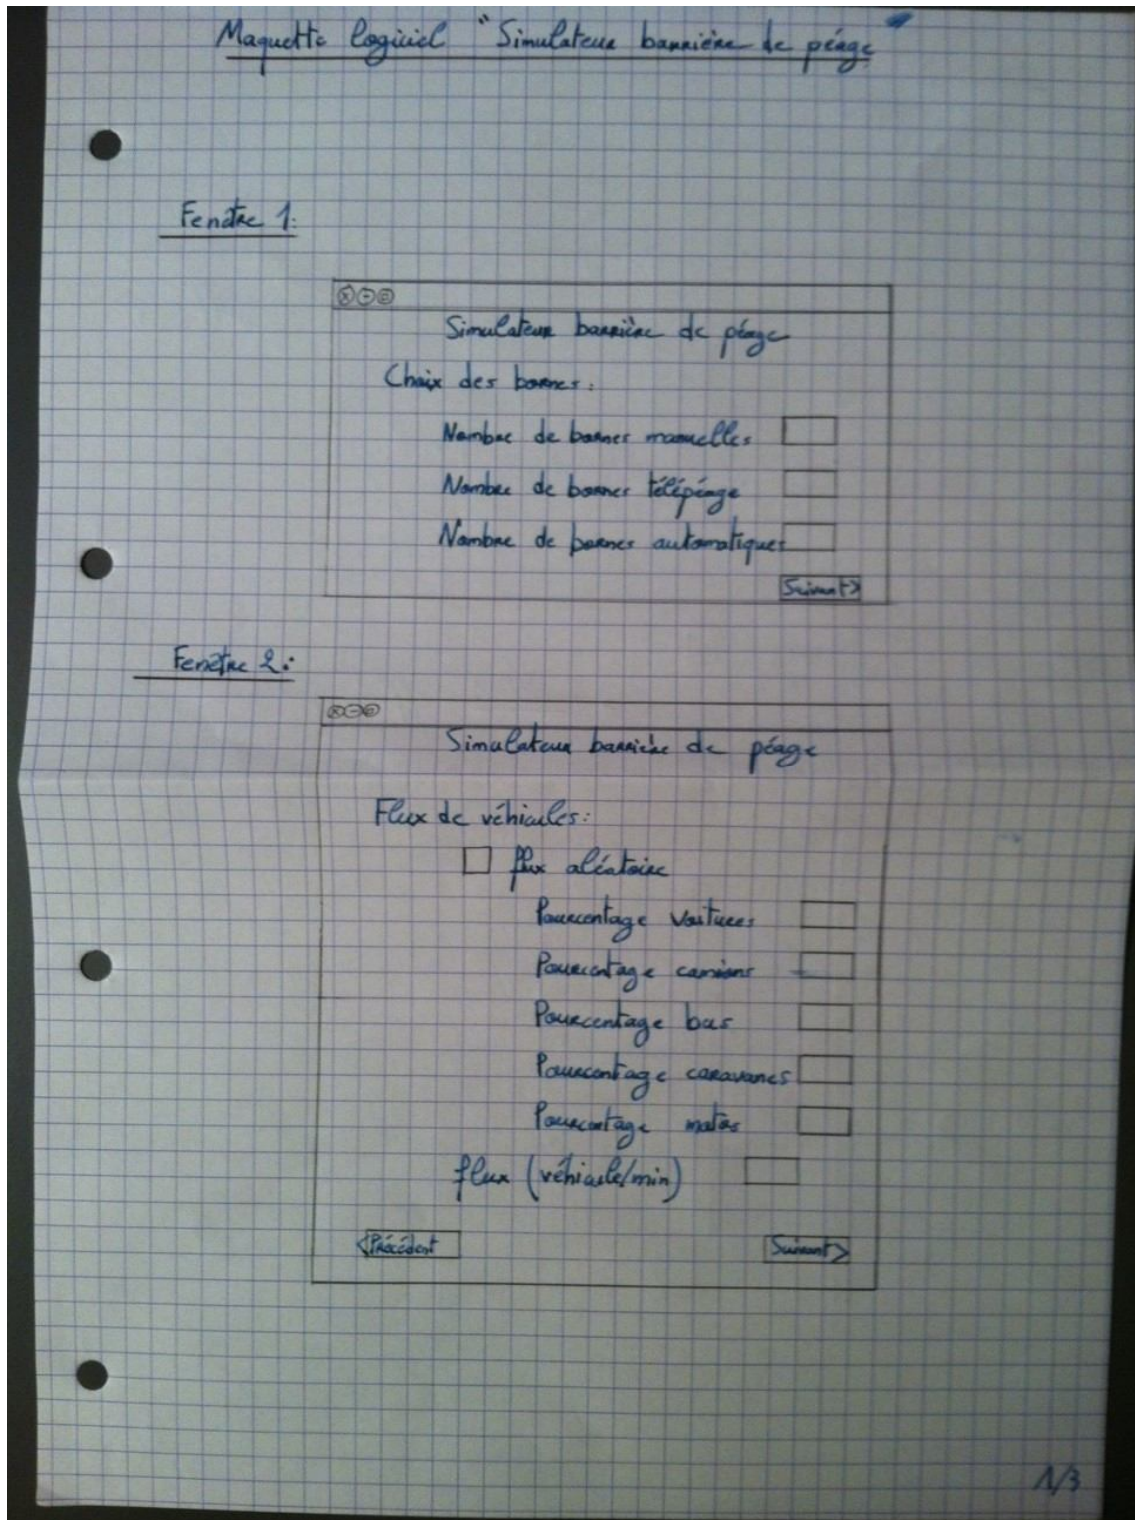 Maquette logiciel "Simulateur barrière de péage"
Fenêtre 1:
Simulateur barrière de péage
Choix des bornes:
Nombre de bornes manuelles
Nombre de bornes télépéage
Nombre de bornes automatiques
Suivant>
Fenêtre 2:
Simulateur barrière de péage
Flux de véhicules:
flux aléatoire
Pourcentage voitures
Pourcentage camions
Pourcentage bus
Pourcentage caravanes
Pourcentage motos
flux (véhicule/min)
<Précédent Suivant>
1/3